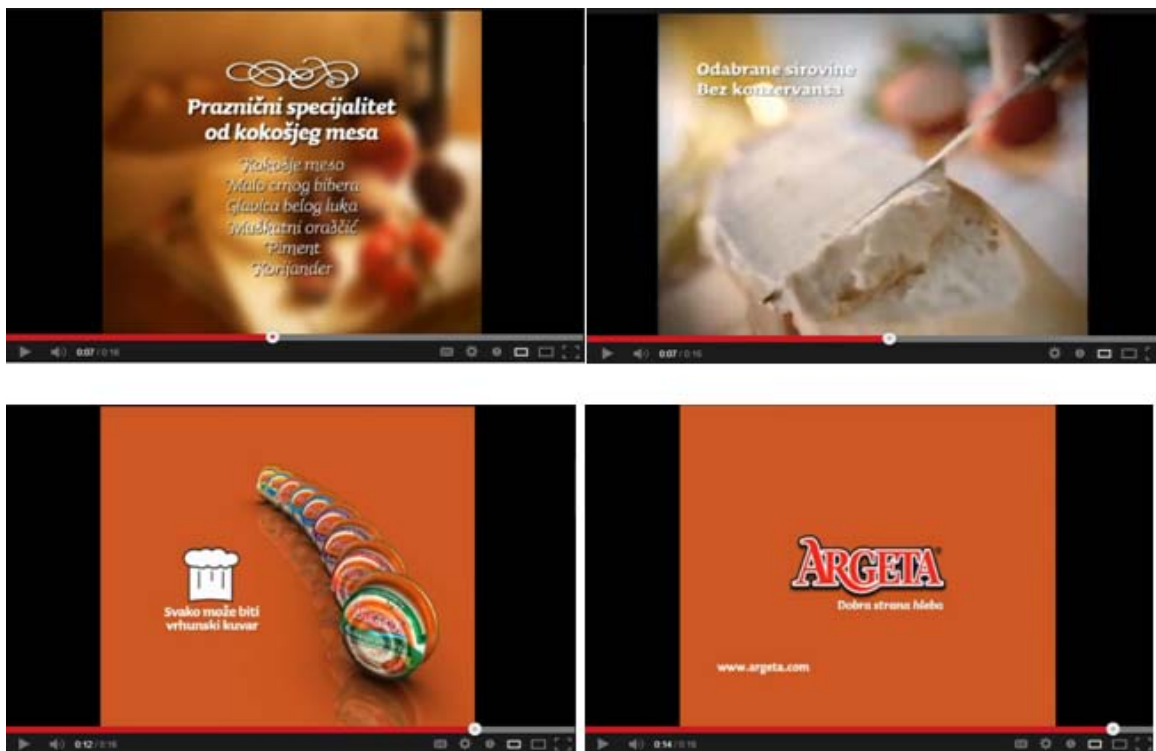 Praznični specijalitet
od kokošjeg mesa
Kokošje meso
Malo crnog bibera
Glavica belog luka
Muškatni oraščić
Piment
Korijander
0:07 / 0:16
Odabrane sirovine
Bez konzervansa
0:07 / 0:16
Svako može biti
vrhunski kuvar
0:12 / 0:16
ARGETA
Dobra strana hleba
www.argeta.com
0:14 / 0:16